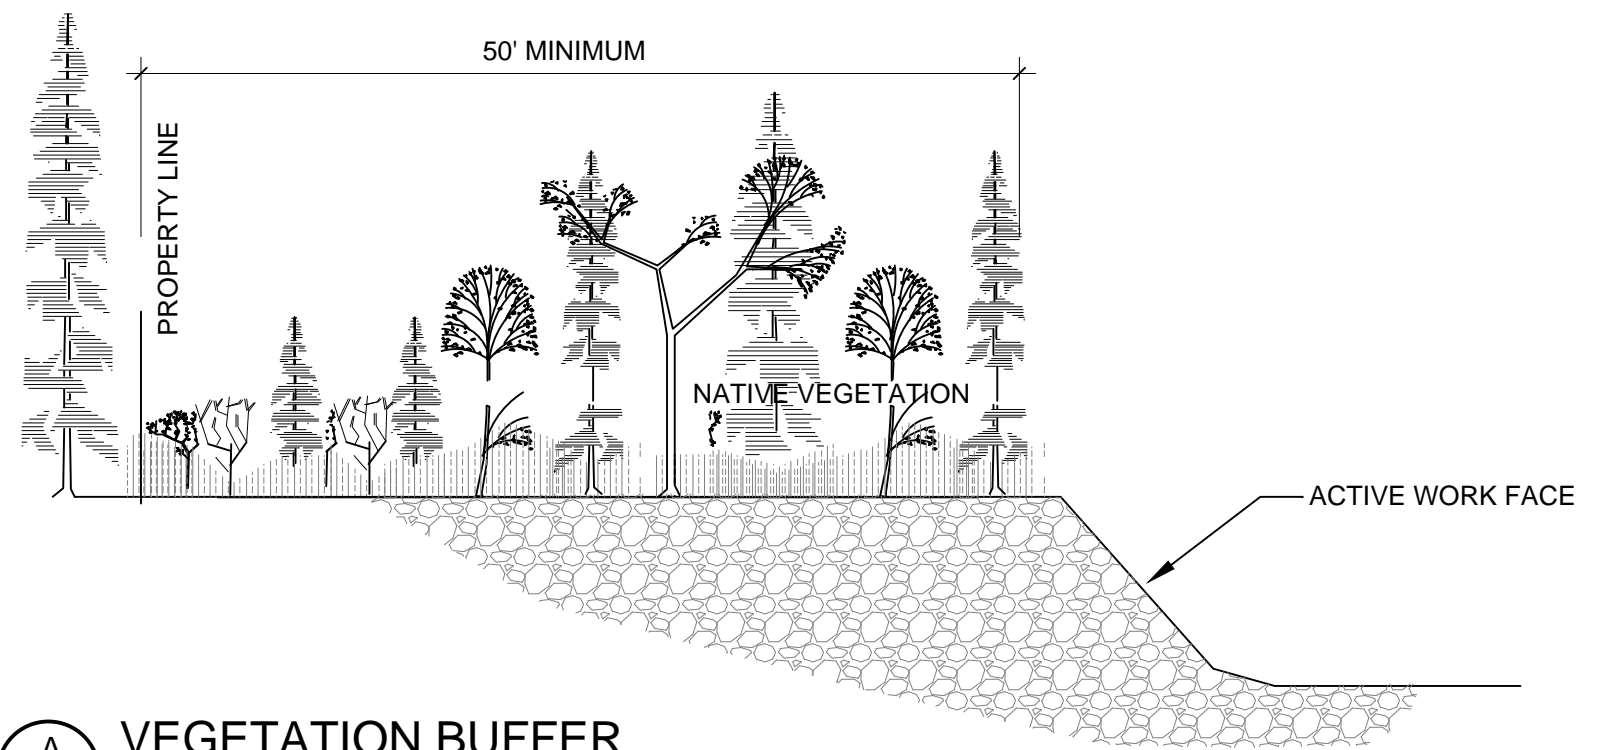 50' MINIMUM
PROPERTY LINE
NATIVE VEGETATION
ACTIVE WORK FACE
A
VEGETATION BUFFER